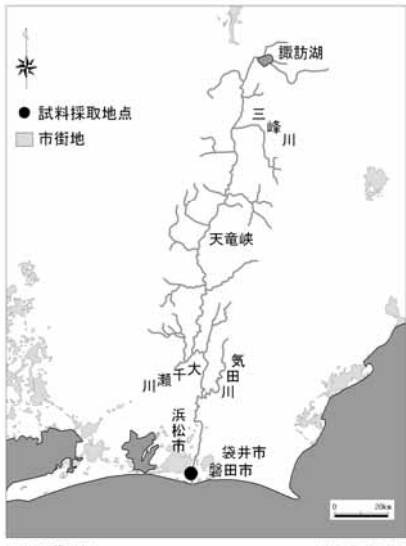 諏訪湖
三峰川
● 試料採取地点
市街地
天竜峡
大千瀬川
気田川
浜松市
袋井市
磐田市
0 20km